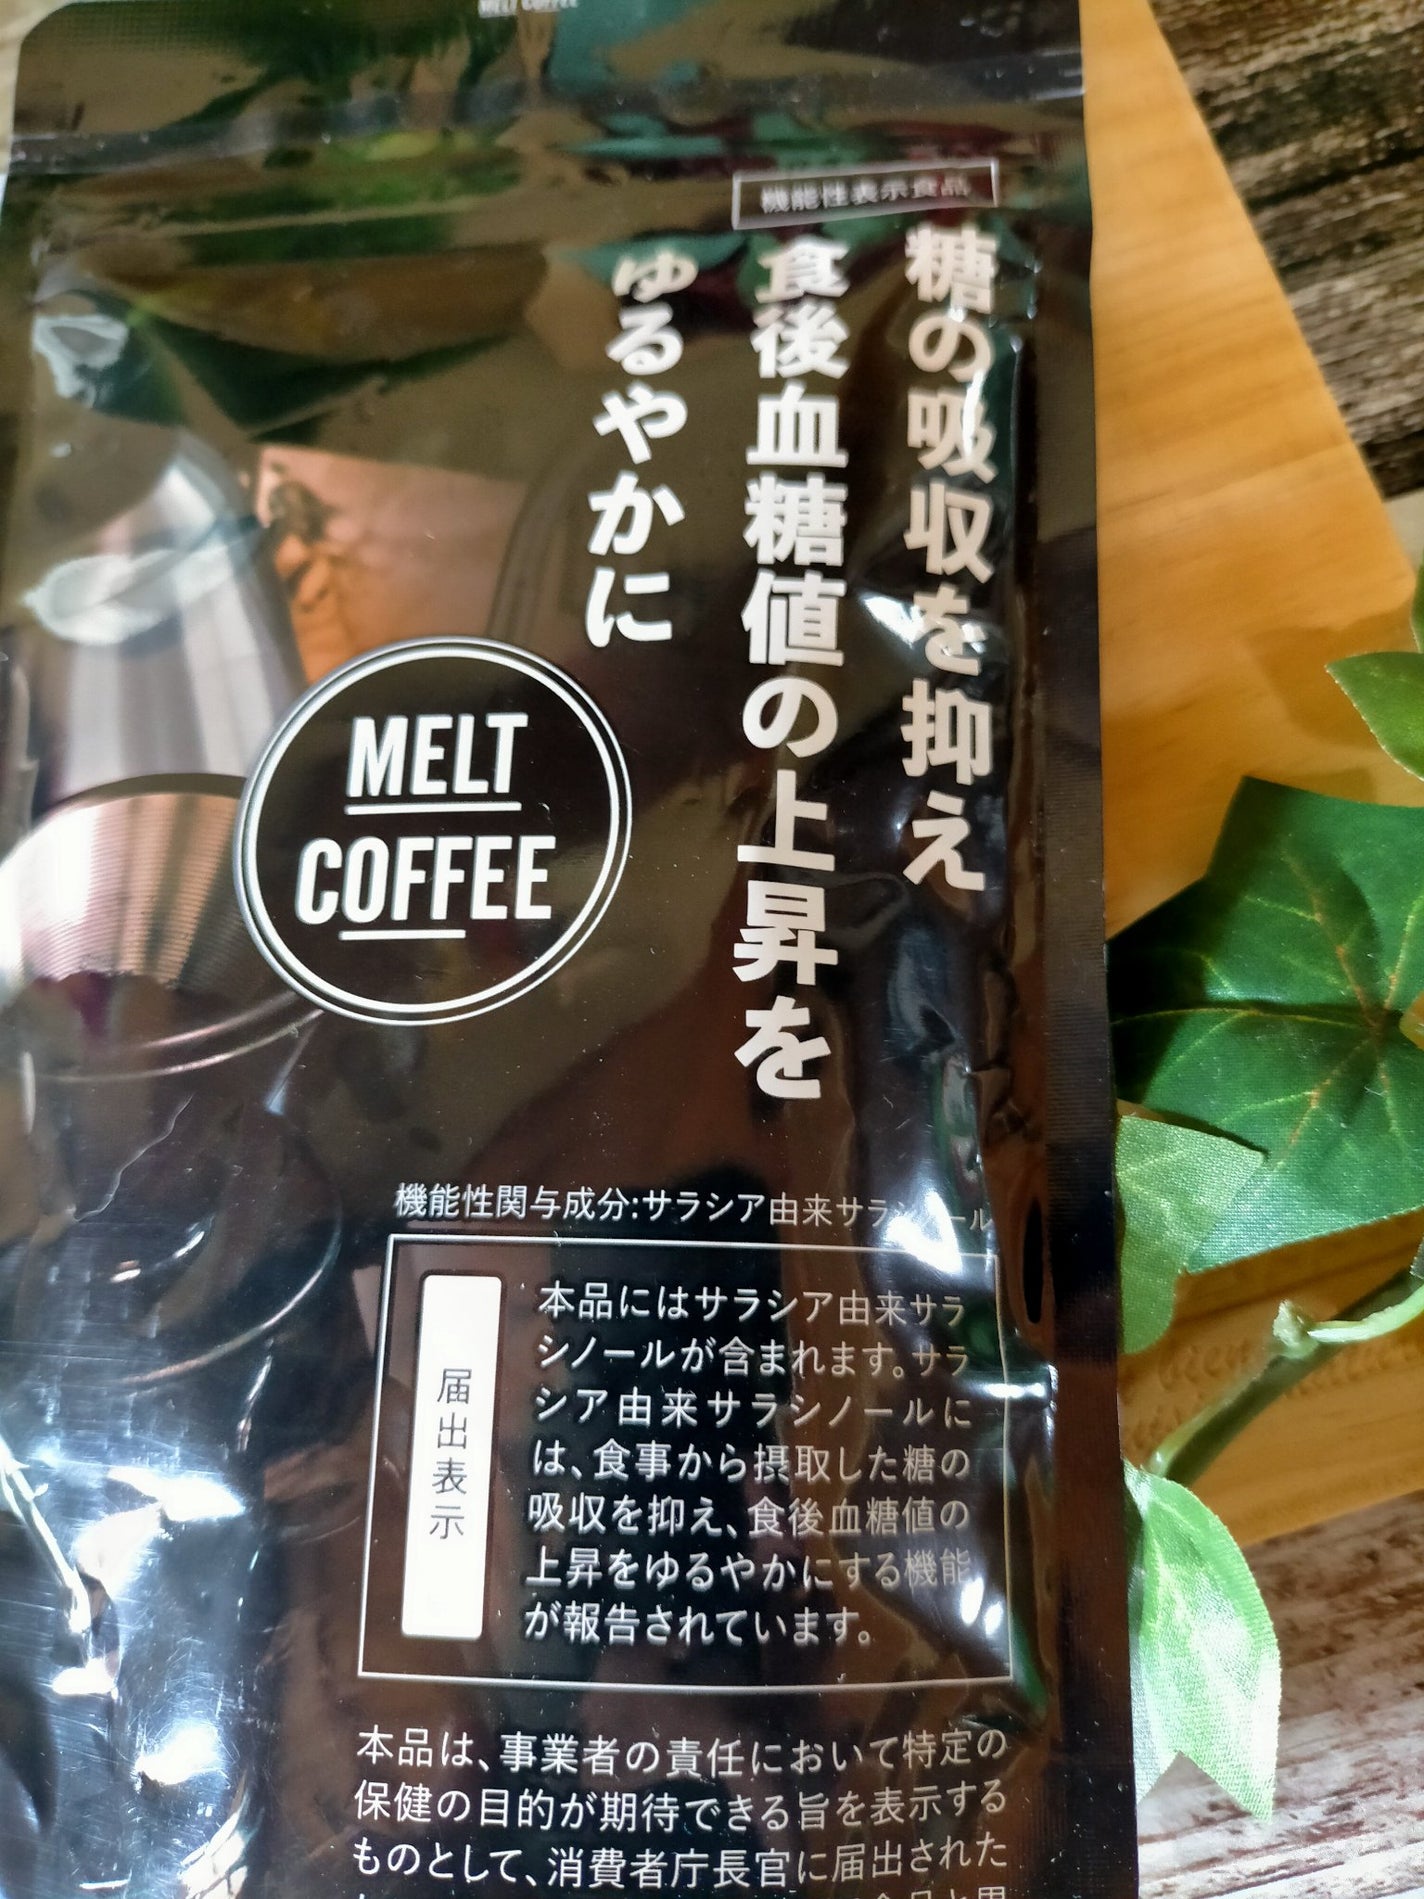 MELT COFFEE
機能性表示食品
糖の吸収を抑え
食後血糖値の上昇を
ゆるやかに
MELT
COFFEE
機能性関与成分:サラシア由来サラシノール
届出表示
本品にはサラシア由来サラ
シノールが含まれます。サラ
シア由来サラシノールに
は、食事から摂取した糖の
吸収を抑え、食後血糖値の
上昇をゆるやかにする機能
が報告されています。
本品は、事業者の責任において特定の
保健の目的が期待できる旨を表示する
ものとして、消費者庁長官に届出された